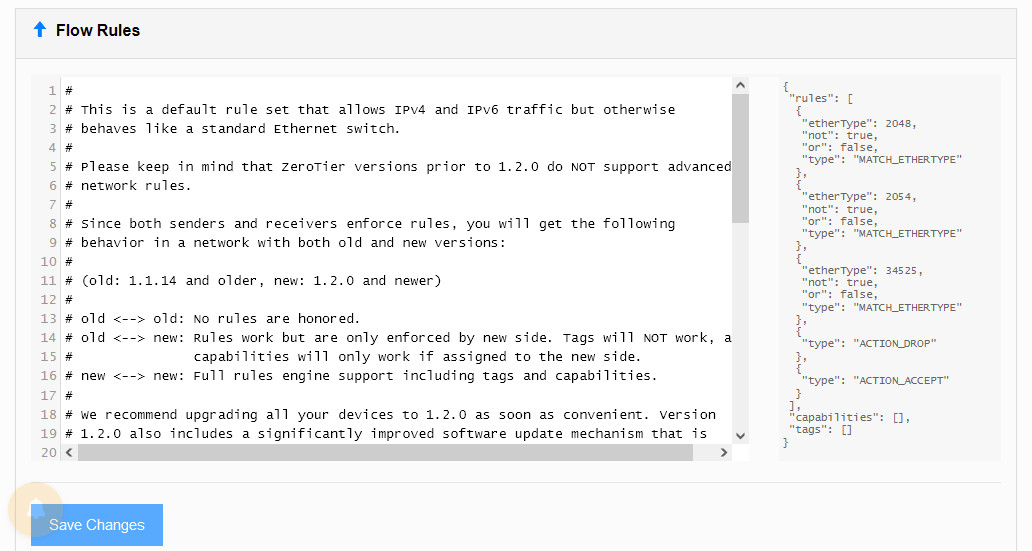 Flow Rules
1 #
2 # This is a default rule set that allows IPv4 and IPv6 traffic but otherwise
3 # behaves like a standard Ethernet switch.
4 #
5 # Please keep in mind that ZeroTier versions prior to 1.2.0 do NOT support advanced
6 # network rules.
7 #
8 # Since both senders and receivers enforce rules, you will get the following
9 # behavior in a network with both old and new versions:
10 #
11 # (old: 1.1.14 and older, new: 1.2.0 and newer)
12 #
13 # old <--> old: No rules are honored.
14 # old <--> new: Rules work but are only enforced by new side. Tags will NOT work, a
15 #               capabilities will only work if assigned to the new side.
16 # new <--> new: Full rules engine support including tags and capabilities.
17 #
18 # We recommend upgrading all your devices to 1.2.0 as soon as convenient. Version
19 # 1.2.0 also includes a significantly improved software update mechanism that is
20
{
"rules": [
{
"etherType": 2048,
"not": true,
"or": false,
"type": "MATCH_ETHERTYPE"
},
{
"etherType": 2054,
"not": true,
"or": false,
"type": "MATCH_ETHERTYPE"
},
{
"etherType": 34525,
"not": true,
"or": false,
"type": "MATCH_ETHERTYPE"
},
{
"type": "ACTION_DROP"
},
{
"type": "ACTION_ACCEPT"
}
],
"capabilities": [],
"tags": []
}
Save Changes